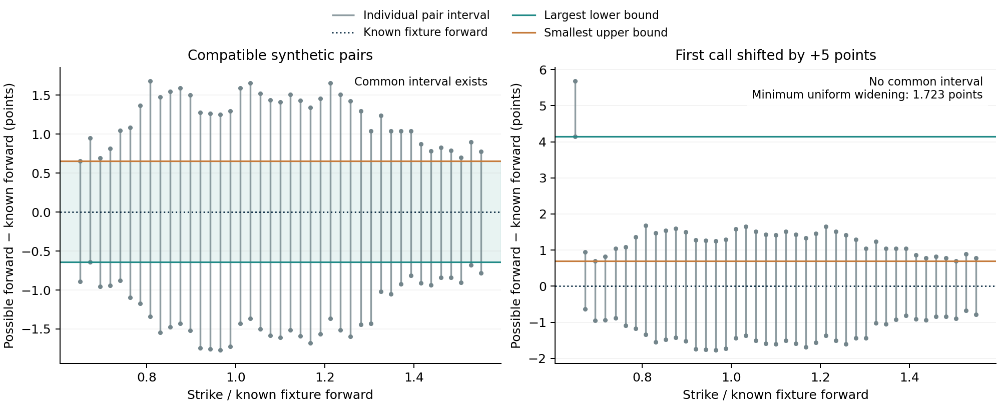 Individual pair interval
Known fixture forward
Largest lower bound
Smallest upper bound
Compatible synthetic pairs
Common interval exists
Possible forward − known forward (points)
1.5
1.0
0.5
0.0
−0.5
−1.0
−1.5
0.8
1.0
1.2
1.4
Strike / known fixture forward
First call shifted by +5 points
No common interval
Minimum uniform widening: 1.723 points
Possible forward − known forward (points)
6
5
4
3
2
1
0
−1
−2
0.8
1.0
1.2
1.4
Strike / known fixture forward